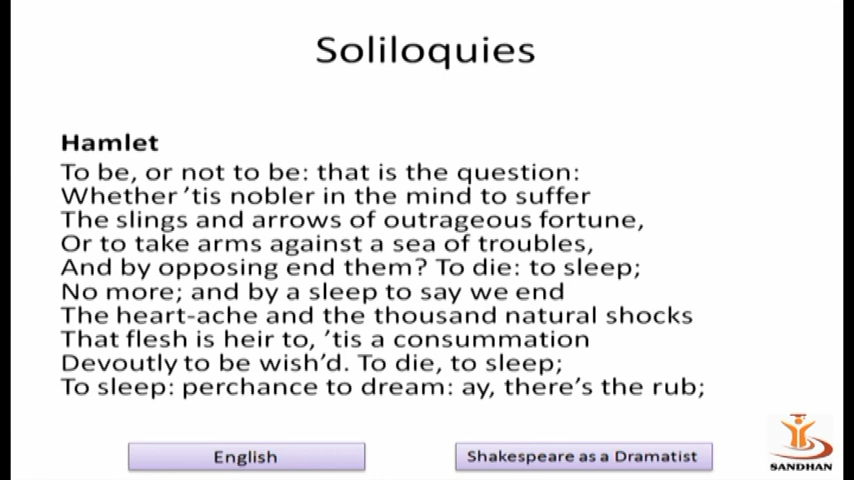 Soliloquies
Hamlet
To be, or not to be: that is the question:
Whether ’tis nobler in the mind to suffer
The slings and arrows of outrageous fortune,
Or to take arms against a sea of troubles,
And by opposing end them? To die: to sleep;
No more; and by a sleep to say we end
The heart-ache and the thousand natural shocks
That flesh is heir to, ’tis a consummation
Devoutly to be wish’d. To die, to sleep;
To sleep: perchance to dream: ay, there’s the rub;
English
Shakespeare as a Dramatist
SANDHAN